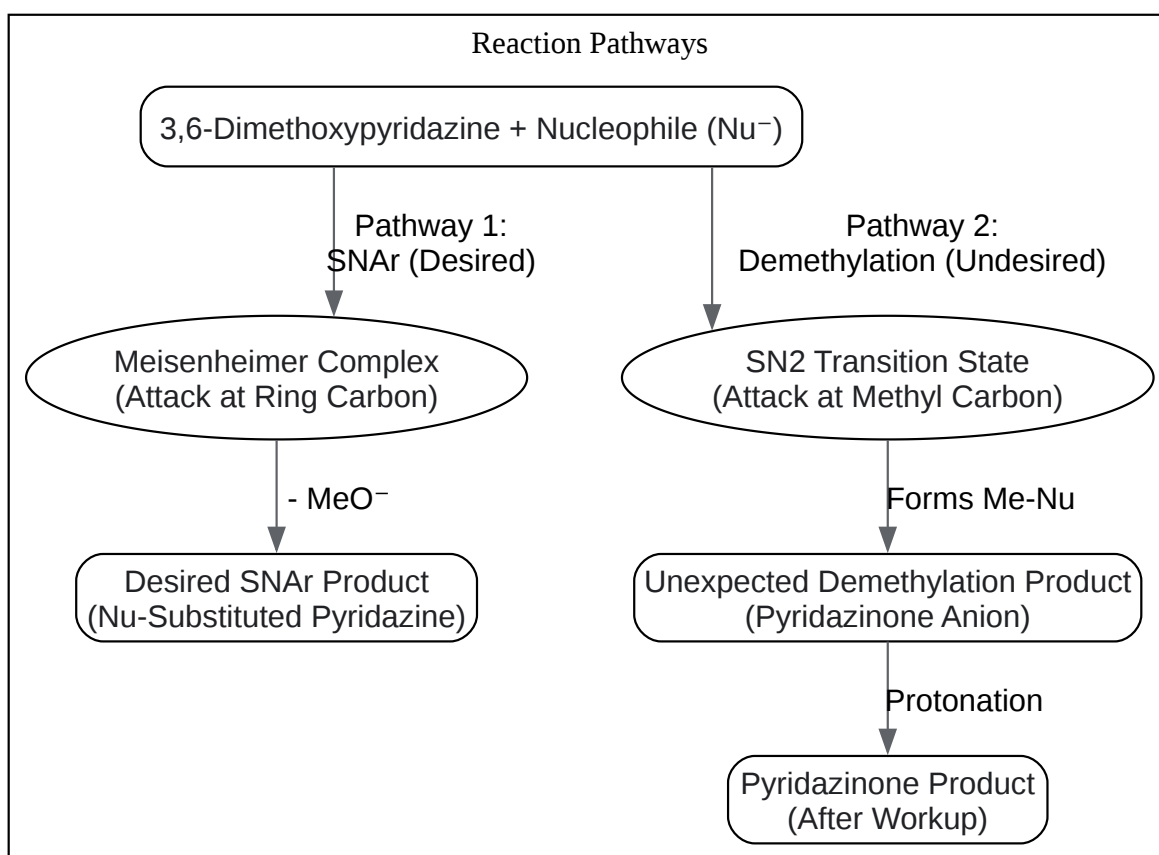 Reaction Pathways
3,6-Dimethoxypyridazine + Nucleophile (Nu⁻)
Pathway 1:
SNAr (Desired)
Pathway 2:
Demethylation (Undesired)
Meisenheimer Complex
(Attack at Ring Carbon)
SN2 Transition State
(Attack at Methyl Carbon)
- MeO⁻
Forms Me-Nu
Desired SNAr Product
(Nu-Substituted Pyridazine)
Unexpected Demethylation Product
(Pyridazinone Anion)
Protonation
Pyridazinone Product
(After Workup)